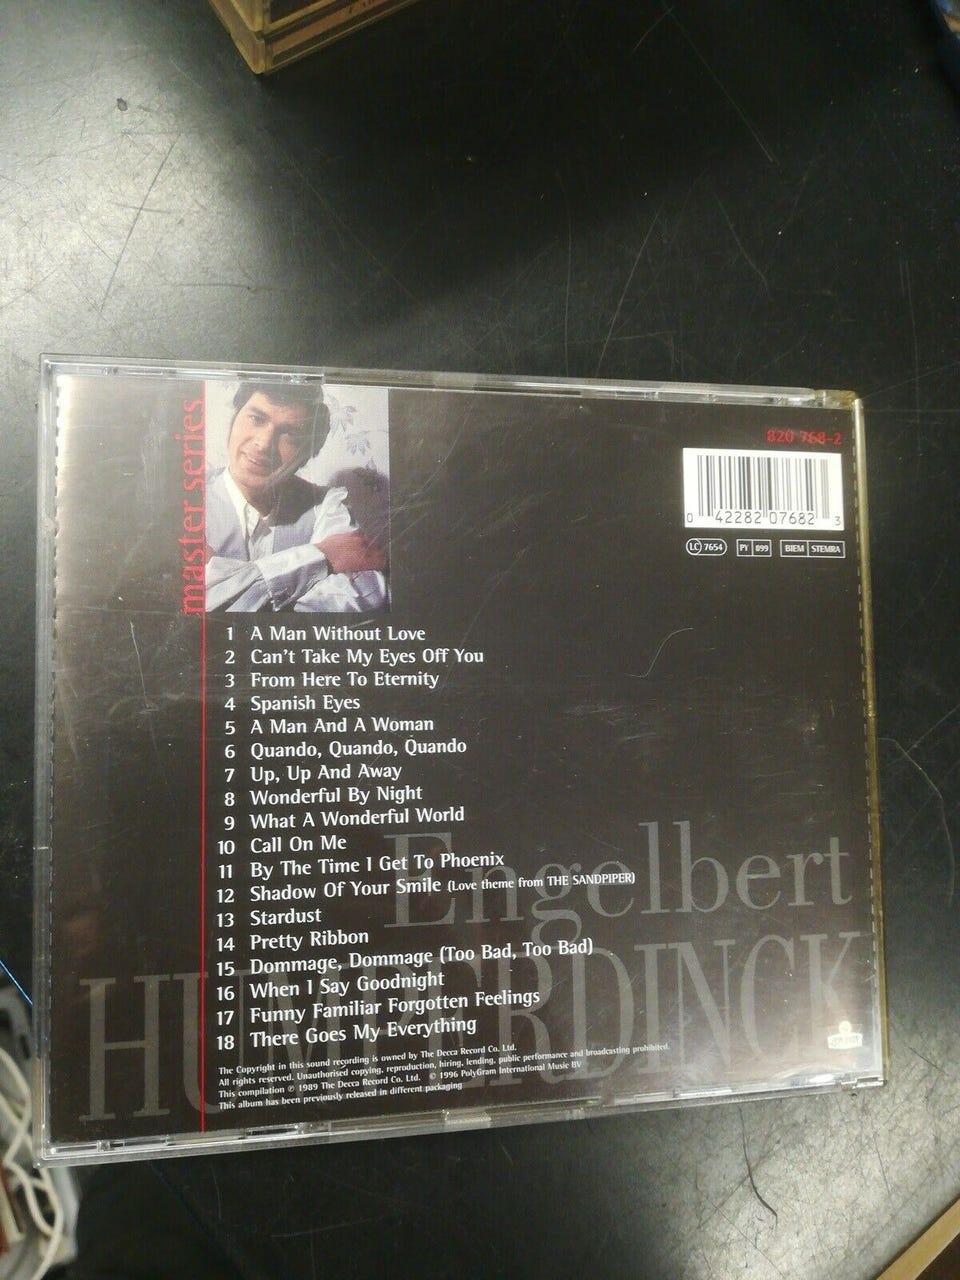 master series
820 768-2
0 42282 07682 3
LC 7654 PY 899 BIEM STEMRA
1 A Man Without Love
2 Can't Take My Eyes Off You
3 From Here To Eternity
4 Spanish Eyes
5 A Man And A Woman
6 Quando, Quando, Quando
7 Up, Up And Away
8 Wonderful By Night
9 What A Wonderful World
10 Call On Me
11 By The Time I Get To Phoenix
12 Shadow Of Your Smile (Love theme from THE SANDPIPER)
13 Stardust
14 Pretty Ribbon
15 Dommage, Dommage (Too Bad, Too Bad)
16 When I Say Goodnight
17 Funny Familiar Forgotten Feelings
18 There Goes My Everything
Engelbert
HUMPERDINCK
The Copyright in this sound recording is owned by The Decca Record Co. Ltd.
All rights reserved. Unauthorised copying, reproduction, hiring, lending, public performance and broadcasting prohibited.
This compilation ℗ 1989 The Decca Record Co. Ltd. © 1996 PolyGram International Music BV
This album has been previously released in different packaging